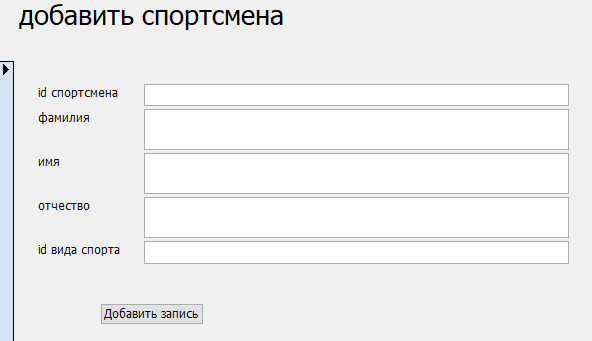 добавить спортсмена
id спортсмена
фамилия
имя
отчество
id вида спорта
Добавить запись